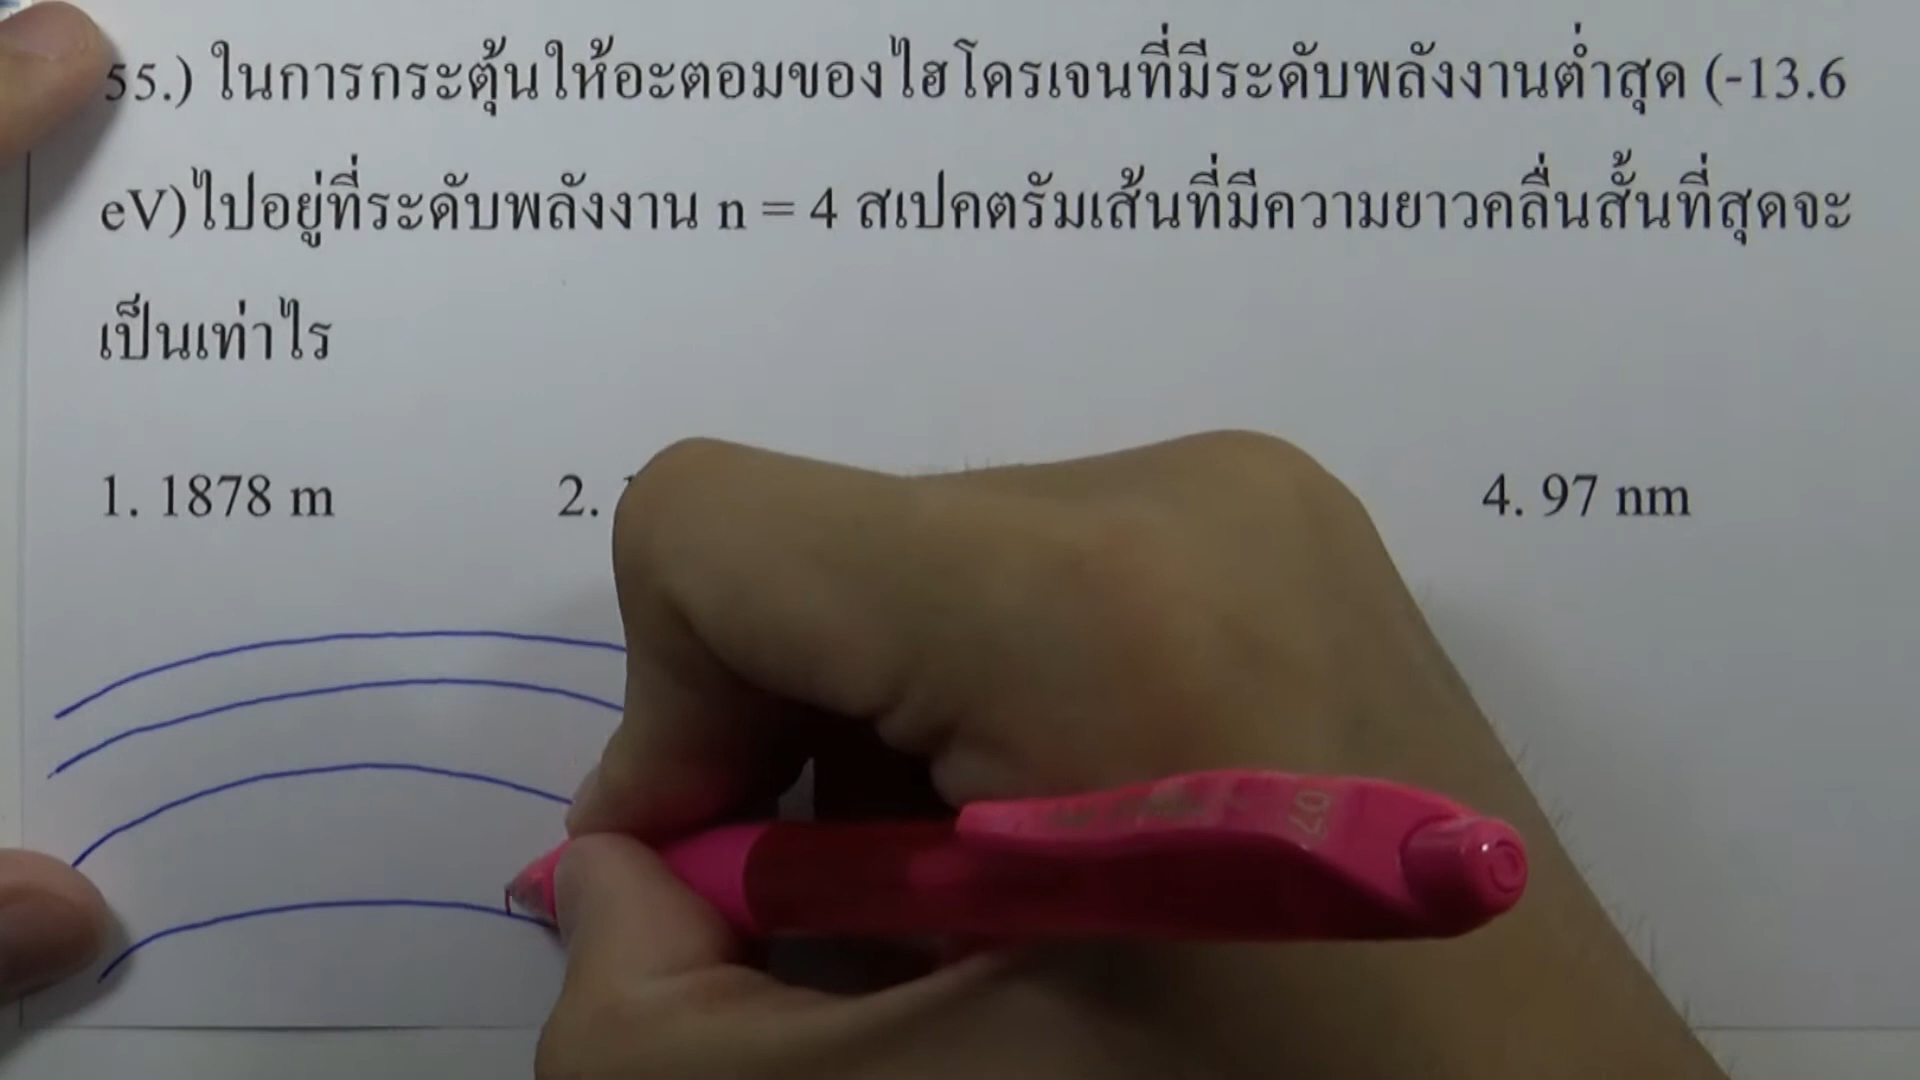 55.) ในการกระตุ้นให้อะตอมของไฮโดรเจนที่มีระดับพลังงานต่ำสุด (-13.6
eV)ไปอยู่ที่ระดับพลังงาน n = 4 สเปคตรัมเส้นที่มีความยาวคลื่นสั้นที่สุดจะ
เป็นเท่าไร
1. 1878 m 2. 4. 97 nm
07